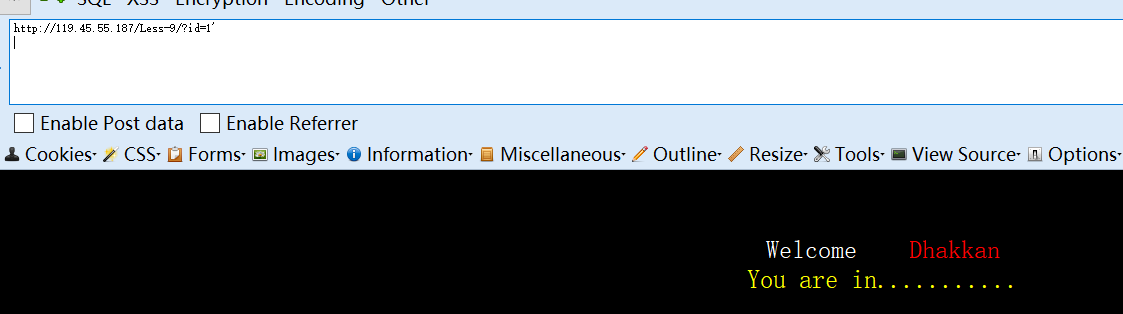 SQL XSS Encryption Encoding Other
http://119.45.55.187/Less-9/?id=1'
Enable Post data Enable Referrer
Cookies CSS Forms Images Information Miscellaneous Outline Resize Tools View Source Options
Welcome Dhakkan
You are in...........